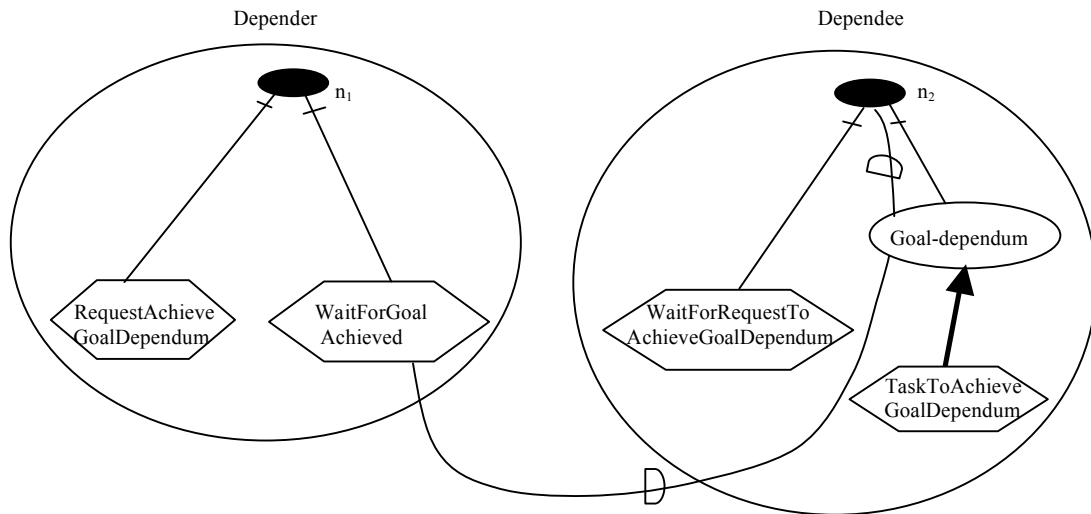 Depender
Dependee
n1
n2
Goal-dependum
RequestAchieve
GoalDependum
WaitForGoal
Achieved
WaitForRequestTo
AchieveGoalDependum
TaskToAchieve
GoalDependum